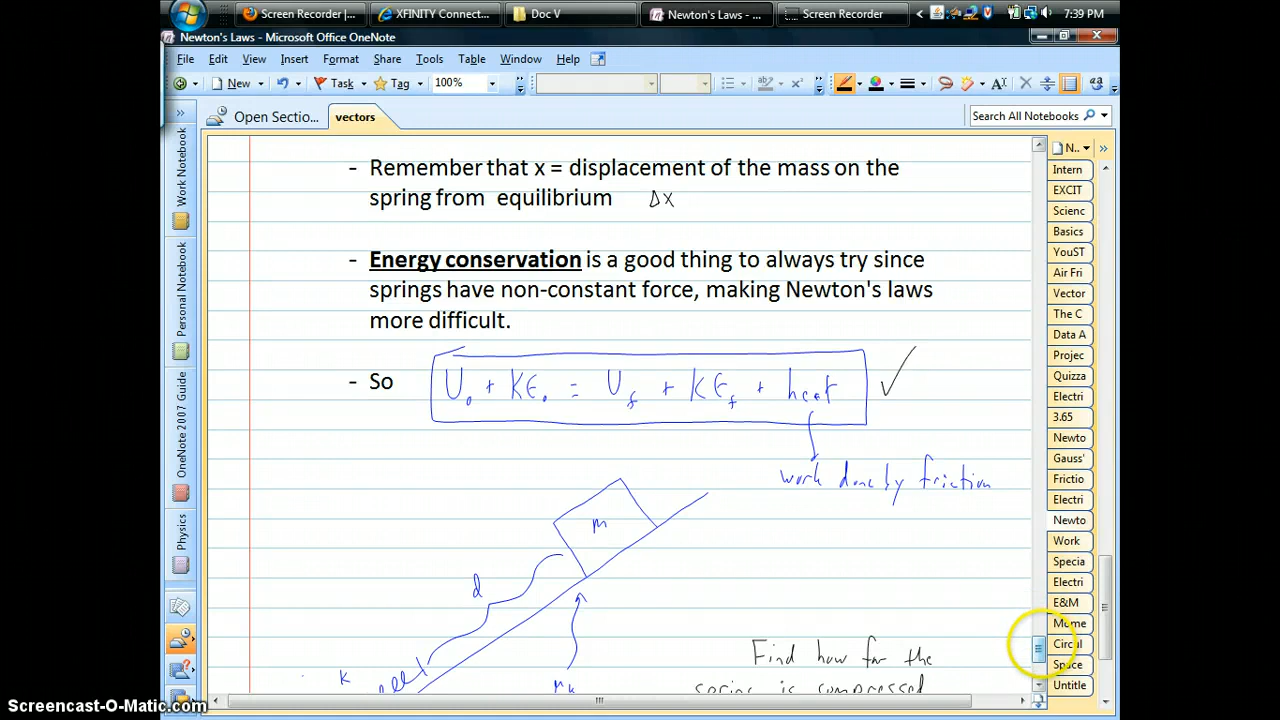 Screen Recorder |...
XFINITY Connect...
Doc V
Newton's Laws - ...
Screen Recorder
7:39 PM
Newton's Laws - Microsoft Office OneNote
File Edit View Insert Format Share Tools Table Window Help
New Task Tag 100%
Open Sectio...
vectors
Search All Notebooks
N..
Work Notebook
Personal Notebook
OneNote 2007 Guide
Physics
- Remember that x = displacement of the mass on the
spring from equilibrium Δx
- Energy conservation is a good thing to always try since
springs have non-constant force, making Newton's laws
more difficult.
- So U₀ + KE₀ = U_f + KE_f + heat ✓
work done by friction
m
d
k
μk
Find how far the
spring is compressed
Intern
EXCIT
Scienc
Basics
YouST
Air Fri
Vector
The C
Data A
Projec
Quizza
Electri
3.65
Newto
Gauss'
Frictio
Electri
Newto
Work
Specia
Electri
E&M
Mome
Circul
Space
Untitle
Screencast-O-Matic.com